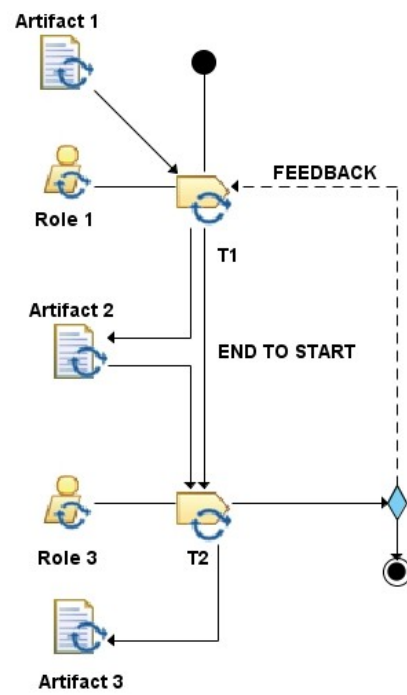 Artifact 1
FEEDBACK
Role 1
T1
Artifact 2
END TO START
Role 3
T2
Artifact 3